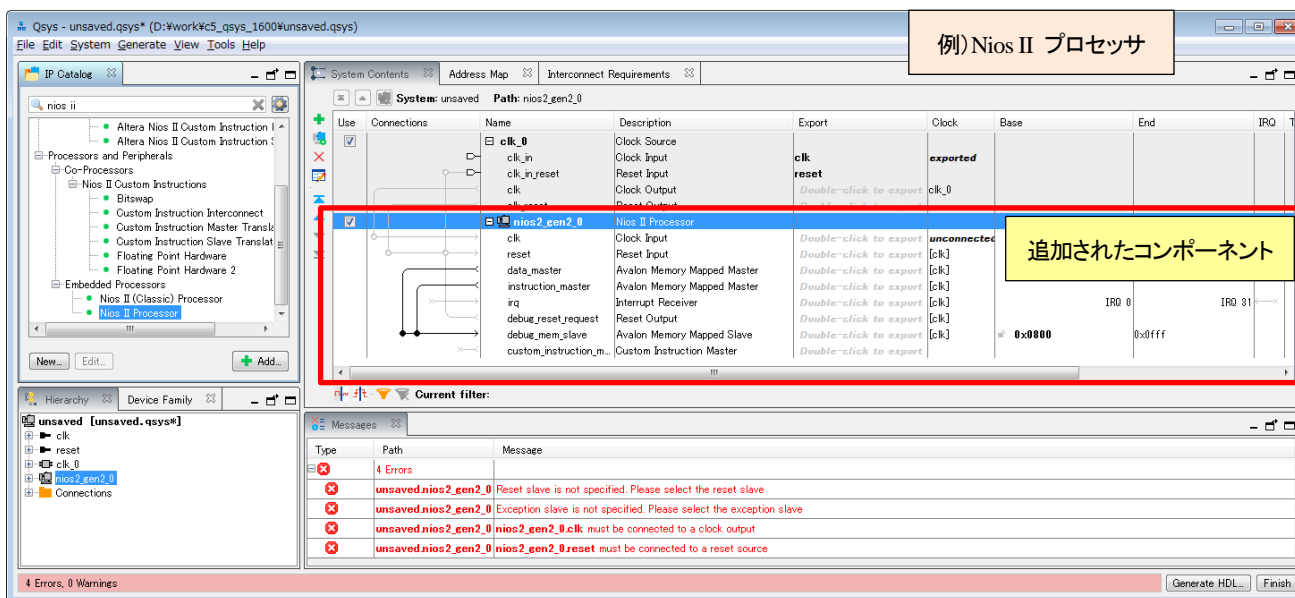 Qsys - unsaved.qsys* (D:¥work¥c5_qsys_1600¥unsaved.qsys)
例）Nios II プロセッサ
File Edit System Generate View Tools Help
IP Catalog
System Contents Address Map Interconnect Requirements
nios ii
System: unsaved Path: nios2_gen2_0
Use Connections Name Description Export Clock Base End IRQ
Altera Nios II Custom Instruction
Altera Nios II Custom Instruction
Processors and Peripherals
Co-Processors
Nios II Custom Instructions
Bitswap
Custom Instruction Interconnect
Custom Instruction Master Transla
Custom Instruction Slave Translat
Floating Point Hardware
Floating Point Hardware 2
Embedded Processors
Nios II (Classic) Processor
Nios II Processor
New... Edit... Add...
clk_0 Clock Source
clk_in Clock Input clk exported
clk_in_reset Reset Input reset
clk Clock Output Double-click to export clk_0
clk_reset Reset Output Double-click to export
nios2_gen2_0 Nios II Processor
clk Clock Input Double-click to export unconnected
reset Reset Input Double-click to export [clk]
data_master Avalon Memory Mapped Master Double-click to export [clk]
instruction_master Avalon Memory Mapped Master Double-click to export [clk]
irq Interrupt Receiver Double-click to export [clk] IRQ 0 IRQ 31
debug_reset_request Reset Output Double-click to export [clk]
debug_mem_slave Avalon Memory Mapped Slave Double-click to export [clk] 0x0800 0x0fff
custom_instruction_m... Custom Instruction Master Double-click to export
追加されたコンポーネント
Current filter:
Hierarchy Device Family
unsaved [unsaved.qsys*]
clk
reset
clk_0
nios2_gen2_0
Connections
Messages
Type Path Message
4 Errors
unsaved.nios2_gen2_0 Reset slave is not specified. Please select the reset slave
unsaved.nios2_gen2_0 Exception slave is not specified. Please select the exception slave
unsaved.nios2_gen2_0 nios2_gen2_0.clk must be connected to a clock output
unsaved.nios2_gen2_0 nios2_gen2_0.reset must be connected to a reset source
4 Errors, 0 Warnings
Generate HDL... Finish